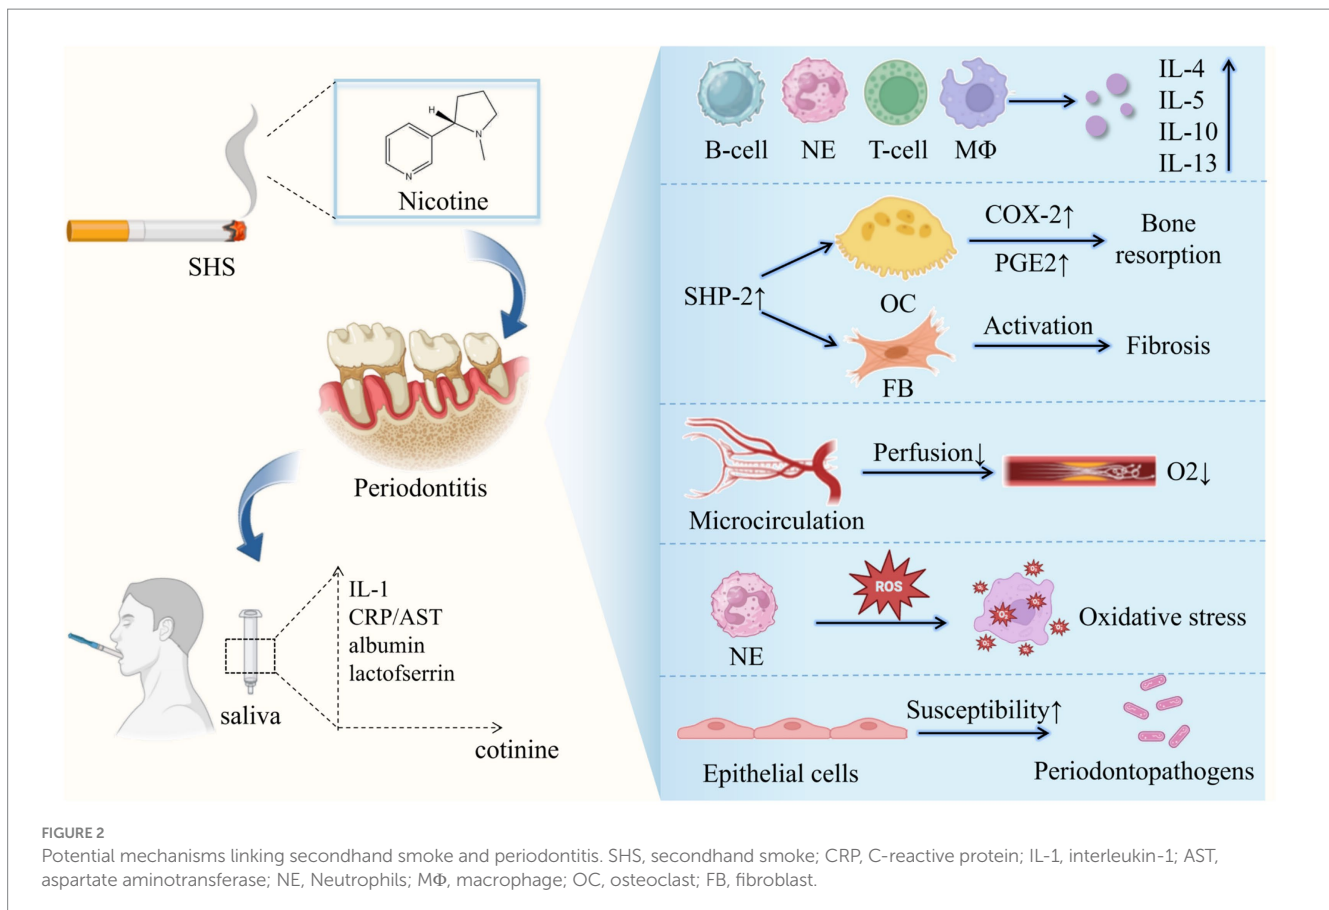 H
N
N
Nicotine
SHS
Periodontitis
IL-1
CRP/AST
albumin
lactofserrin
saliva
cotinine
B-cell
NE
T-cell
MΦ
IL-4
IL-5
IL-10
IL-13
SHP-2↑
OC
COX-2↑
PGE2↑
Bone
resorption
FB
Activation
Fibrosis
Microcirculation
Perfusion↓
O2↓
NE
ROS
Oxidative stress
Epithelial cells
Susceptibility↑
Periodontopathogens
FIGURE 2
Potential mechanisms linking secondhand smoke and periodontitis. SHS, secondhand smoke; CRP, C-reactive protein; IL-1, interleukin-1; AST,
aspartate aminotransferase; NE, Neutrophils; MΦ, macrophage; OC, osteoclast; FB, fibroblast.